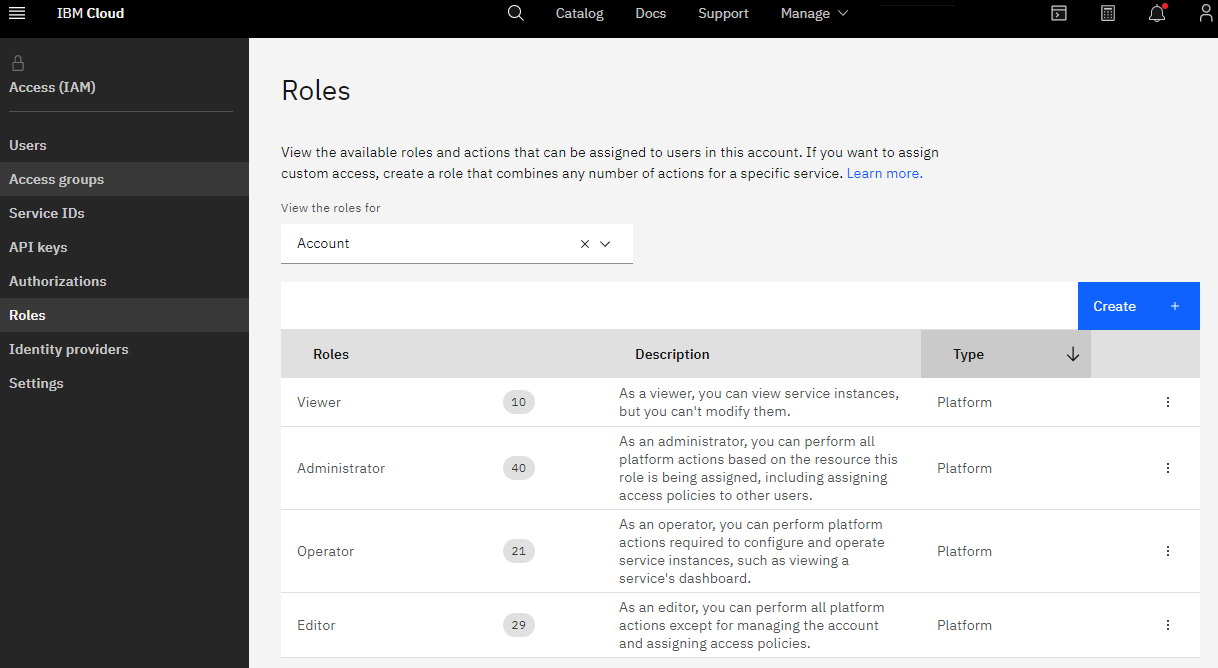 IBM Cloud
Catalog
Docs
Support
Manage
Access (IAM)
Users
Access groups
Service IDs
API keys
Authorizations
Roles
Identity providers
Settings
Roles
View the available roles and actions that can be assigned to users in this account. If you want to assign
custom access, create a role that combines any number of actions for a specific service. Learn more.
View the roles for
Account
Create +
Roles
Description
Type
Viewer
10
As a viewer, you can view service instances,
but you can't modify them.
Platform
Administrator
40
As an administrator, you can perform all
platform actions based on the resource this
role is being assigned, including assigning
access policies to other users.
Platform
Operator
21
As an operator, you can perform platform
actions required to configure and operate
service instances, such as viewing a
service's dashboard.
Platform
Editor
29
As an editor, you can perform all platform
actions except for managing the account
and assigning access policies.
Platform